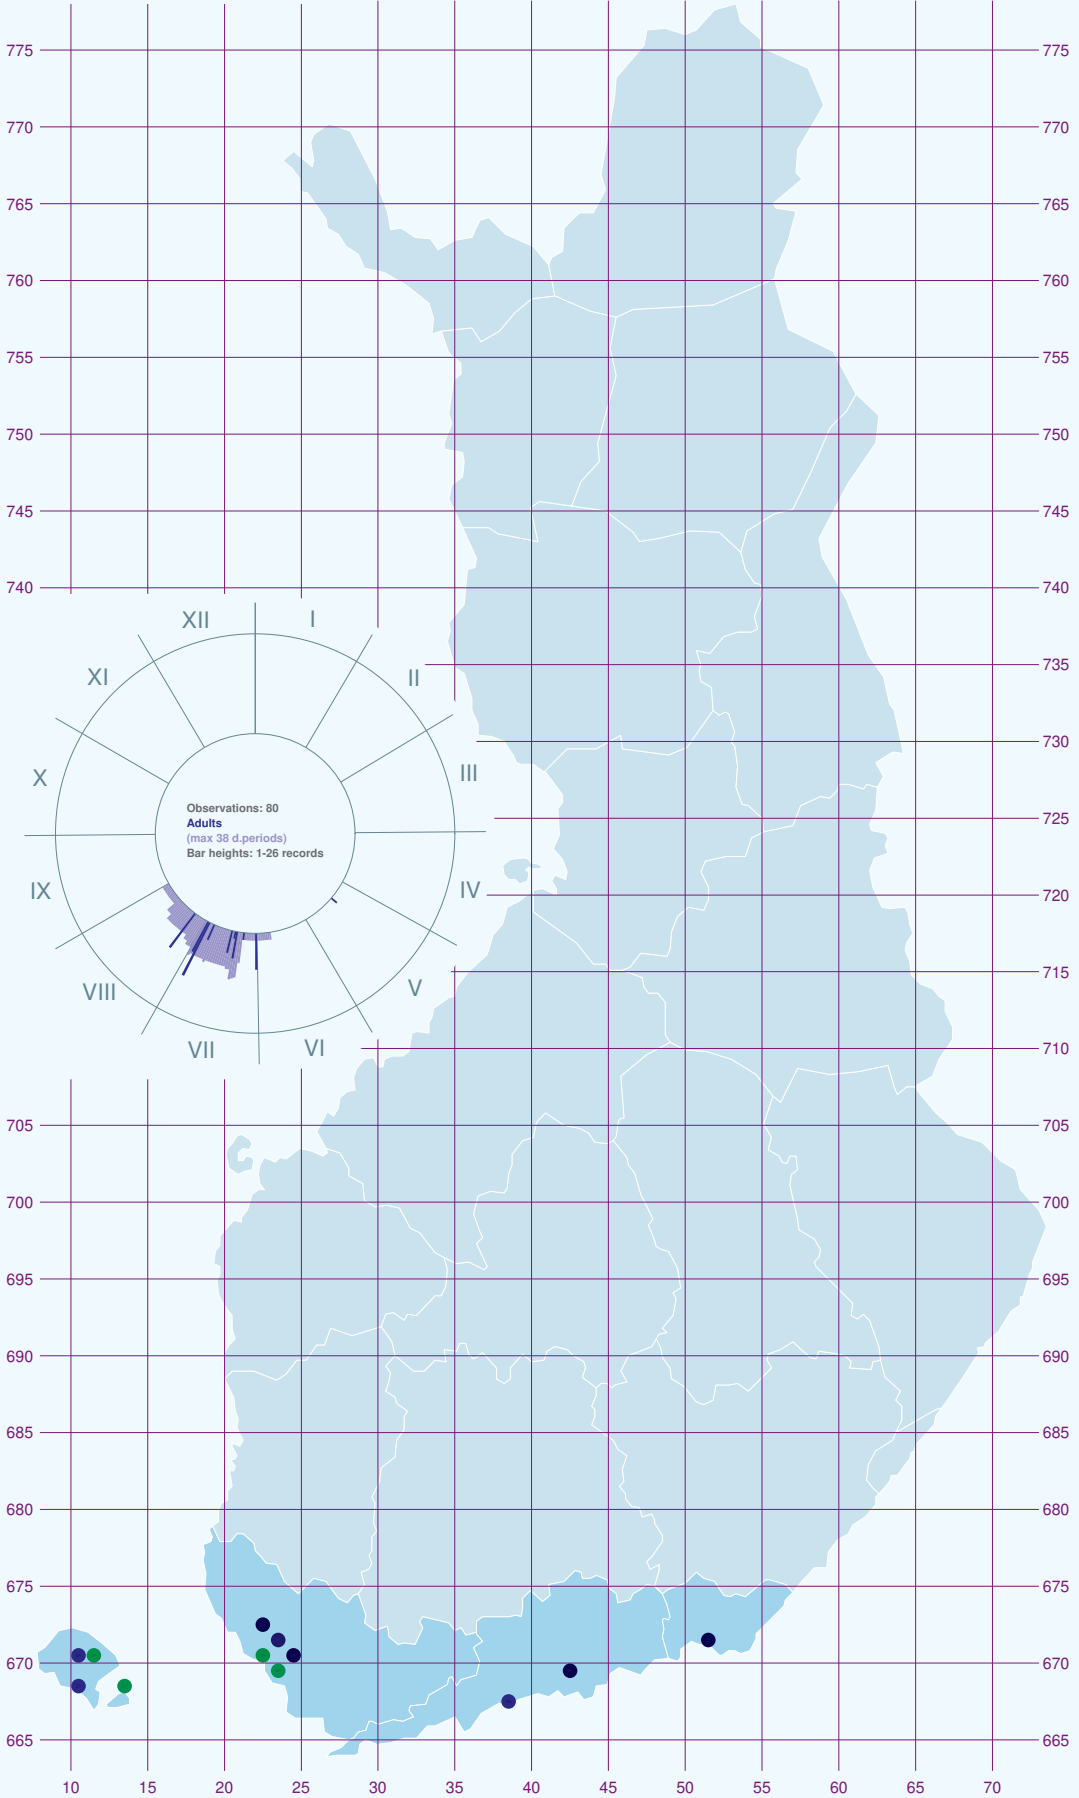 775 775
770 770
765 765
760 760
755 755
750 750
745 745
740 740
XII I
XI II
735 735
730 730
X III
Observations: 80
Adults
(max 38 d.periods)
Bar heights: 1-26 records
725 725
IX IV
720
VIII V
715
VII VI
710
705 705
700 700
695 695
690 690
685 685
680 680
675 675
670 670
665 665
10 15 20 25 30 35 40 45 50 55 60 65 70